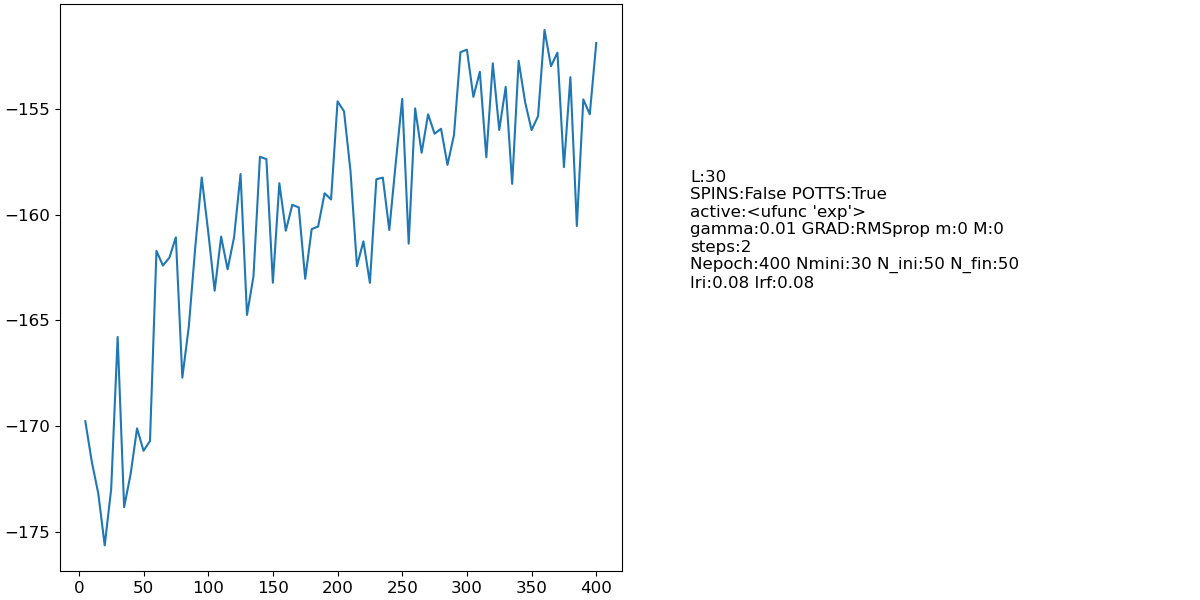 −155
−160
−165
−170
−175
0 50 100 150 200 250 300 350 400
L:30
SPINS:False POTTS:True
active:<ufunc 'exp'>
gamma:0.01 GRAD:RMSprop m:0 M:0
steps:2
Nepoch:400 Nmini:30 N_ini:50 N_fin:50
lri:0.08 lrf:0.08